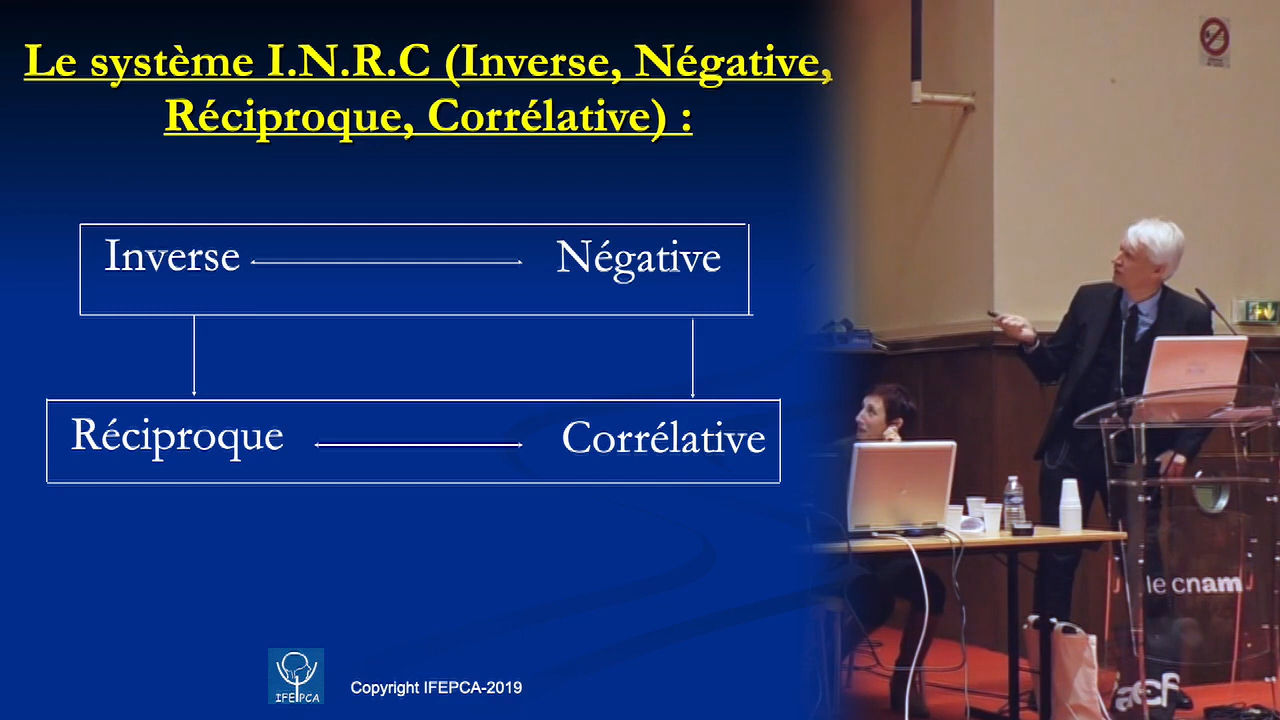 Le système I.N.R.C (Inverse, Négative,
Réciproque, Corrélative) :
Inverse
Négative
Réciproque
Corrélative
IFEPCA
Copyright IFEPCA-2019
le cnam